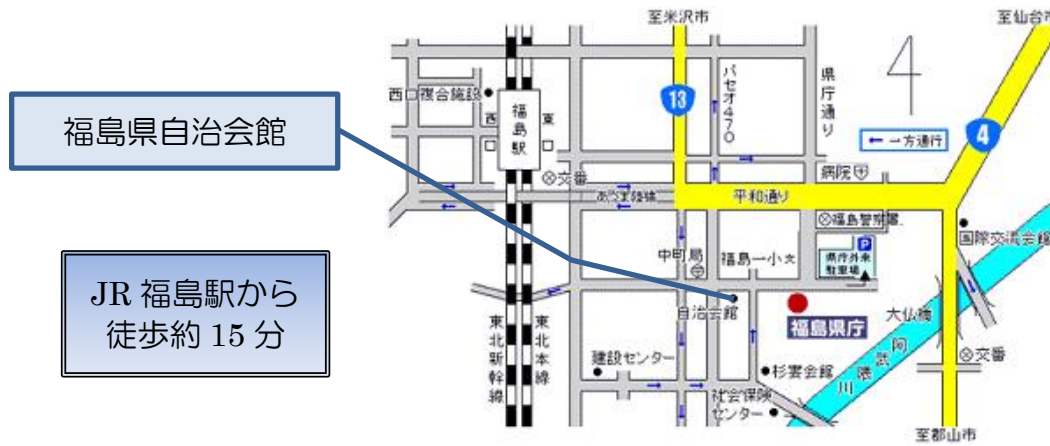 福島県自治会館
JR 福島駅から
徒歩約 15 分
至米沢市
至仙台市
西口複合施設
福島駅
西口
東口
13
パセオ470
県庁通り
4
一方通行
交番
病院
あづま陸橋
平和通り
福島警察署
国際交流会館
中町局
福島一小
文
P
県庁外来
駐車場
自治会館
福島県庁
大仏橋
東北新幹線
東北本線
阿武隈川
建設センター
杉妻会館
交番
社会保険
センター
至郡山市